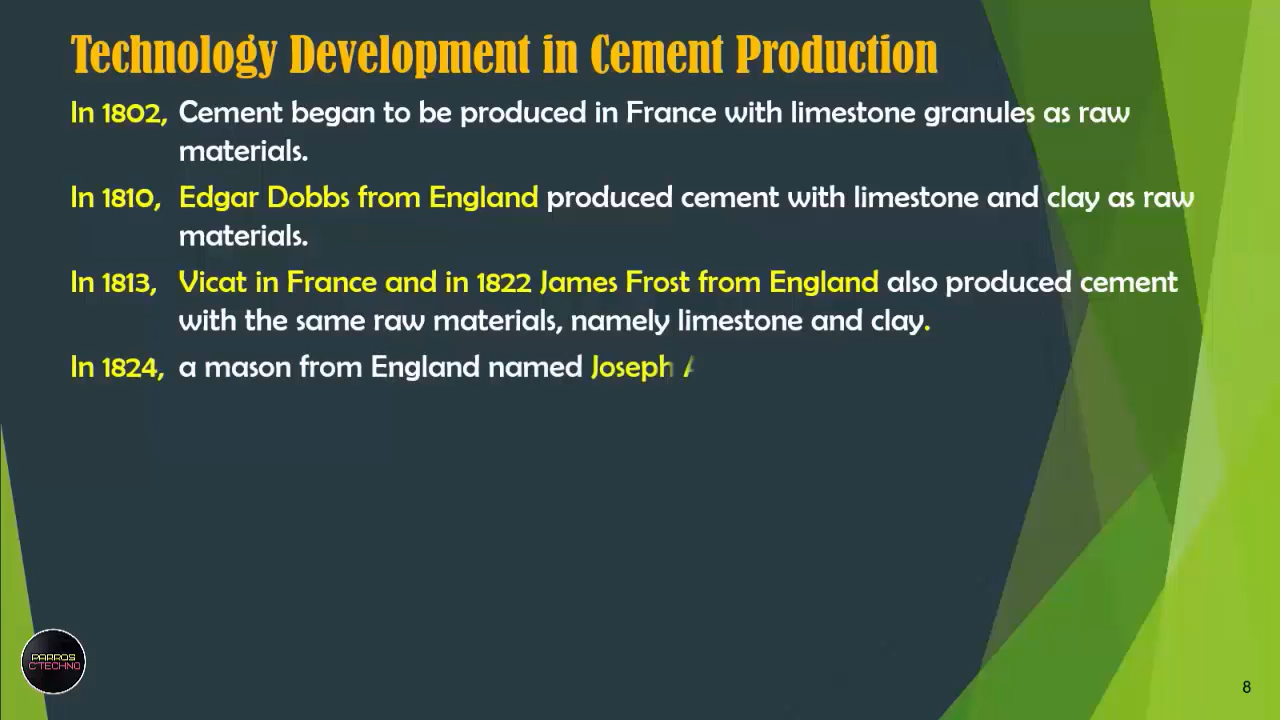 Technology Development in Cement Production
In 1802, Cement began to be produced in France with limestone granules as raw
materials.
In 1810, Edgar Dobbs from England produced cement with limestone and clay as raw
materials.
In 1813, Vicat in France and in 1822 James Frost from England also produced cement
with the same raw materials, namely limestone and clay.
In 1824, a mason from England named Joseph
PARROS
C'TECHNO
8